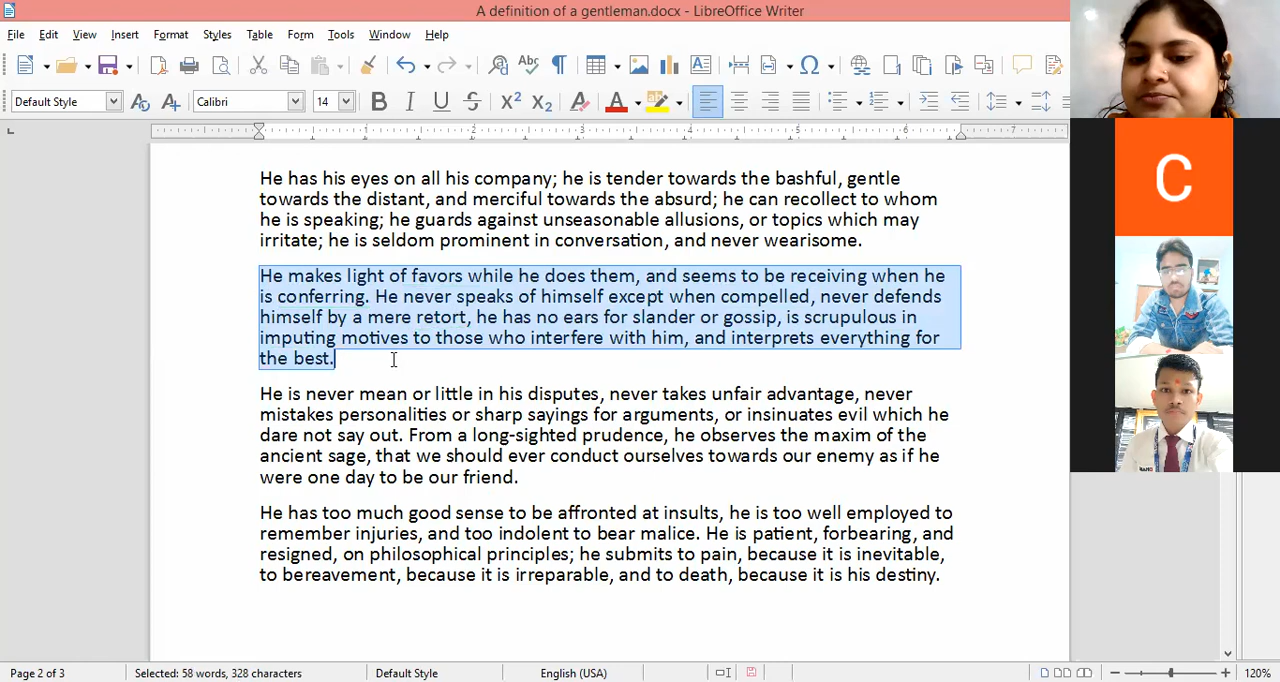 A definition of a gentleman.docx - LibreOffice Writer
File Edit View Insert Format Styles Table Form Tools Window Help
Default Style Calibri 14
He has his eyes on all his company; he is tender towards the bashful, gentle
towards the distant, and merciful towards the absurd; he can recollect to whom
he is speaking; he guards against unseasonable allusions, or topics which may
irritate; he is seldom prominent in conversation, and never wearisome.
He makes light of favors while he does them, and seems to be receiving when he
is conferring. He never speaks of himself except when compelled, never defends
himself by a mere retort, he has no ears for slander or gossip, is scrupulous in
imputing motives to those who interfere with him, and interprets everything for
the best.
He is never mean or little in his disputes, never takes unfair advantage, never
mistakes personalities or sharp sayings for arguments, or insinuates evil which he
dare not say out. From a long-sighted prudence, he observes the maxim of the
ancient sage, that we should ever conduct ourselves towards our enemy as if he
were one day to be our friend.
He has too much good sense to be affronted at insults, he is too well employed to
remember injuries, and too indolent to bear malice. He is patient, forbearing, and
resigned, on philosophical principles; he submits to pain, because it is inevitable,
to bereavement, because it is irreparable, and to death, because it is his destiny.
Page 2 of 3 Selected: 58 words, 328 characters Default Style English (USA) 120%
C